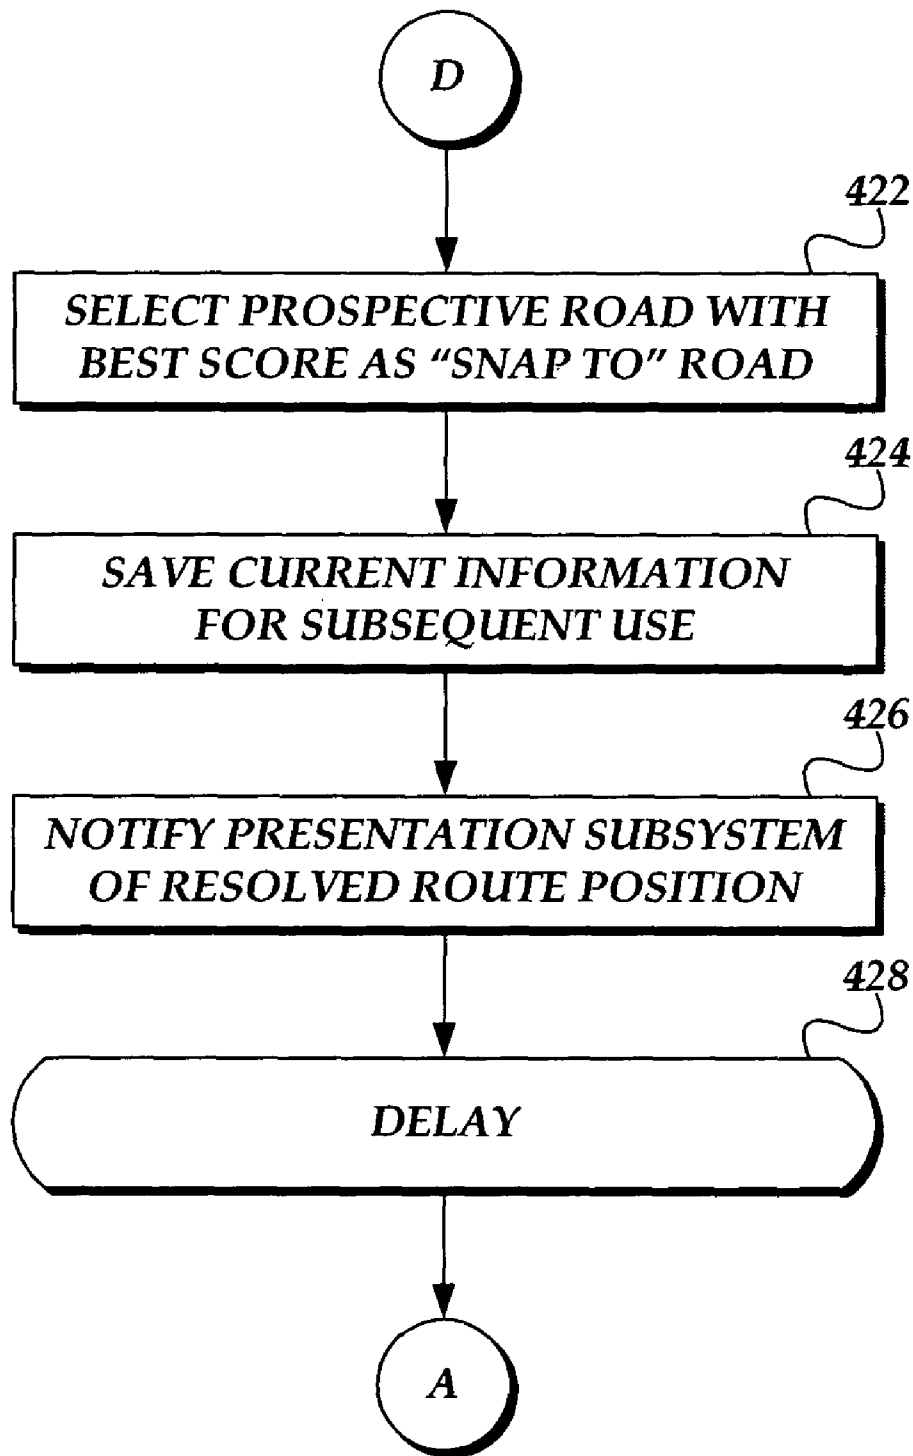 D
422
SELECT PROSPECTIVE ROAD WITH
BEST SCORE AS “SNAP TO” ROAD
424
SAVE CURRENT INFORMATION
FOR SUBSEQUENT USE
426
NOTIFY PRESENTATION SUBSYSTEM
OF RESOLVED ROUTE POSITION
428
DELAY
A